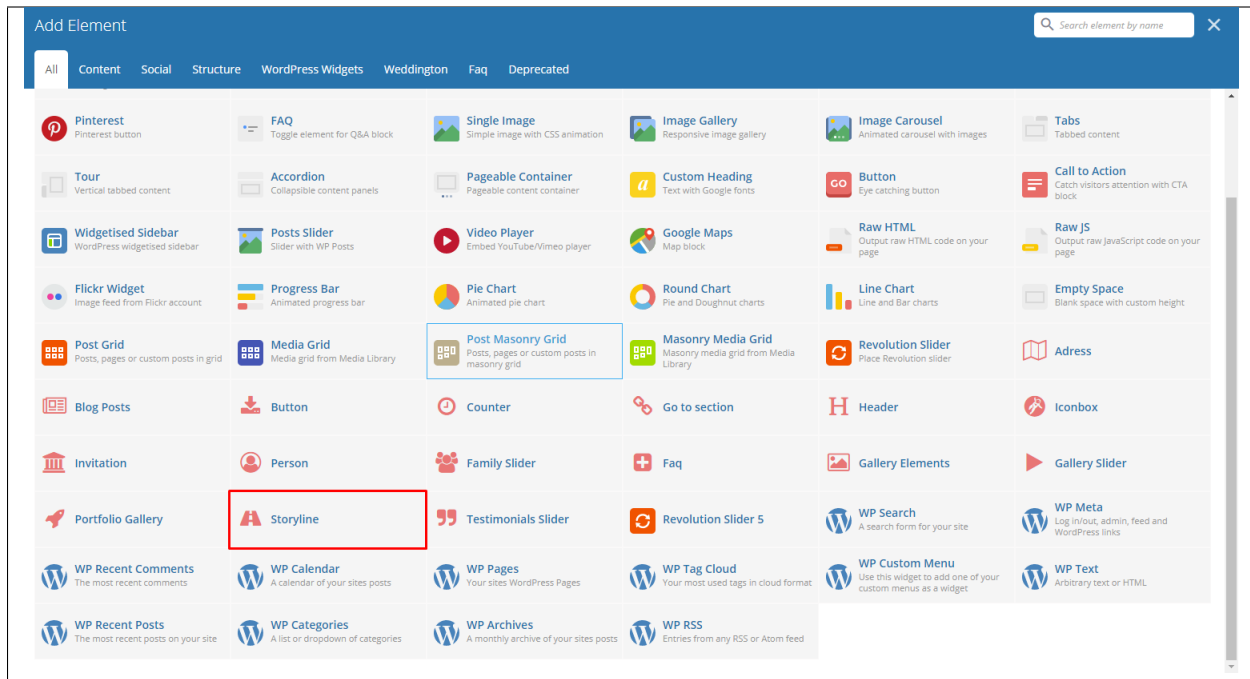 Add Element
Search element by name
All Content Social Structure WordPress Widgets Weddington Faq Deprecated
Pinterest
Pinterest button
FAQ
Toggle element for Q&A block
Single Image
Simple image with CSS animation
Image Gallery
Responsive image gallery
Image Carousel
Animated carousel with images
Tabs
Tabbed content
Tour
Vertical tabbed content
Accordion
Collapsible content panels
Pageable Container
Pageable content container
Custom Heading
Text with Google fonts
GO
Button
Eye catching button
Call to Action
Catch visitors attention with CTA
block
Widgetised Sidebar
WordPress widgetised sidebar
Posts Slider
Slider with WP Posts
Video Player
Embed YouTube/Vimeo player
Google Maps
Map block
Raw HTML
Output raw HTML code on your
page
Raw JS
Output raw JavaScript code on your
page
Flickr Widget
Image feed from Flickr account
Progress Bar
Animated progress bar
Pie Chart
Animated pie chart
Round Chart
Pie and Doughnut charts
Line Chart
Line and Bar charts
Empty Space
Blank space with custom height
Post Grid
Posts, pages or custom posts in grid
Media Grid
Media grid from Media Library
Post Masonry Grid
Posts, pages or custom posts in
masonry grid
Masonry Media Grid
Masonry media grid from Media
Library
Revolution Slider
Place Revolution slider
Adress
Blog Posts
Button
Counter
Go to section
Header
Iconbox
Invitation
Person
Family Slider
Faq
Gallery Elements
Gallery Slider
Portfolio Gallery
Storyline
Testimonials Slider
Revolution Slider 5
WP Search
A search form for your site
WP Meta
Log in/out, admin, feed and
WordPress links
WP Recent Comments
The most recent comments
WP Calendar
A calendar of your sites posts
WP Pages
Your sites WordPress Pages
WP Tag Cloud
Your most used tags in cloud format
WP Custom Menu
Use this widget to add one of your
custom menus as a widget
WP Text
Arbitrary text or HTML
WP Recent Posts
The most recent posts on your site
WP Categories
A list or dropdown of categories
WP Archives
A monthly archive of your sites posts
WP RSS
Entries from any RSS or Atom feed